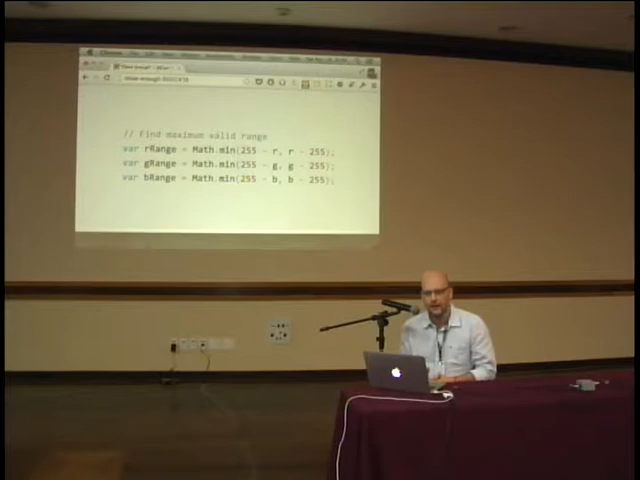 // Find maximum valid range
var rRange = Math.min(255 - r, r - 255);
var gRange = Math.min(255 - g, g - 255);
var bRange = Math.min(255 - b, b - 255);